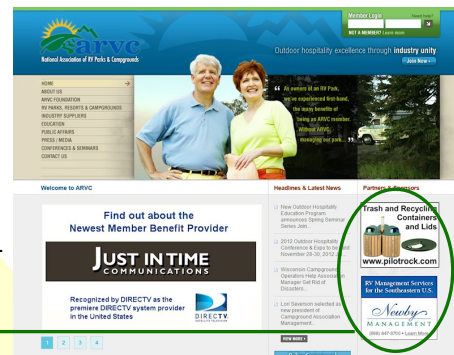 Member Login
Need help?
NOT A MEMBER? Learn more
arvc
National Association of RV Parks & Campgrounds
Outdoor hospitality excellence through industry unity
Join Now
HOME
ABOUT US
ARVC FOUNDATION
RV PARKS, RESORTS & CAMPGROUNDS
INDUSTRY SUPPLIERS
EDUCATION
PUBLIC AFFAIRS
PRESS / MEDIA
CONFERENCES & SEMINARS
CONTACT US
“ As owners of an RV Park,
we've experienced first-hand,
the many benefits of
being an ARVC member.
Without ARVC,
managing our park... ”
Welcome to ARVC
Find out about the
Newest Member Benefit Provider
JUST IN TIME
COMMUNICATIONS
Recognized by DIRECTV as the
premiere DIRECTV system provider
in the United States
DIRECTV
1 2 3 4
Headlines & Latest News
New Outdoor Hospitality
Education Program
announces Spring Seminar
Series Jam...
2012 Outdoor Hospitality
Conference & Expo to be held
November 28-30, 2012
Wisconsin Campground
Operators Help Association
Manager Get Rid of
Disasters...
Lon Severson selected as
new president of
Campground Association
Management...
VIEW MORE
Partners & Sponsors
Trash and Recycling
Containers
and Lids
www.pilotrock.com
RV Management Services
for the Southeastern U.S.
Newby
MANAGEMENT
Learn More